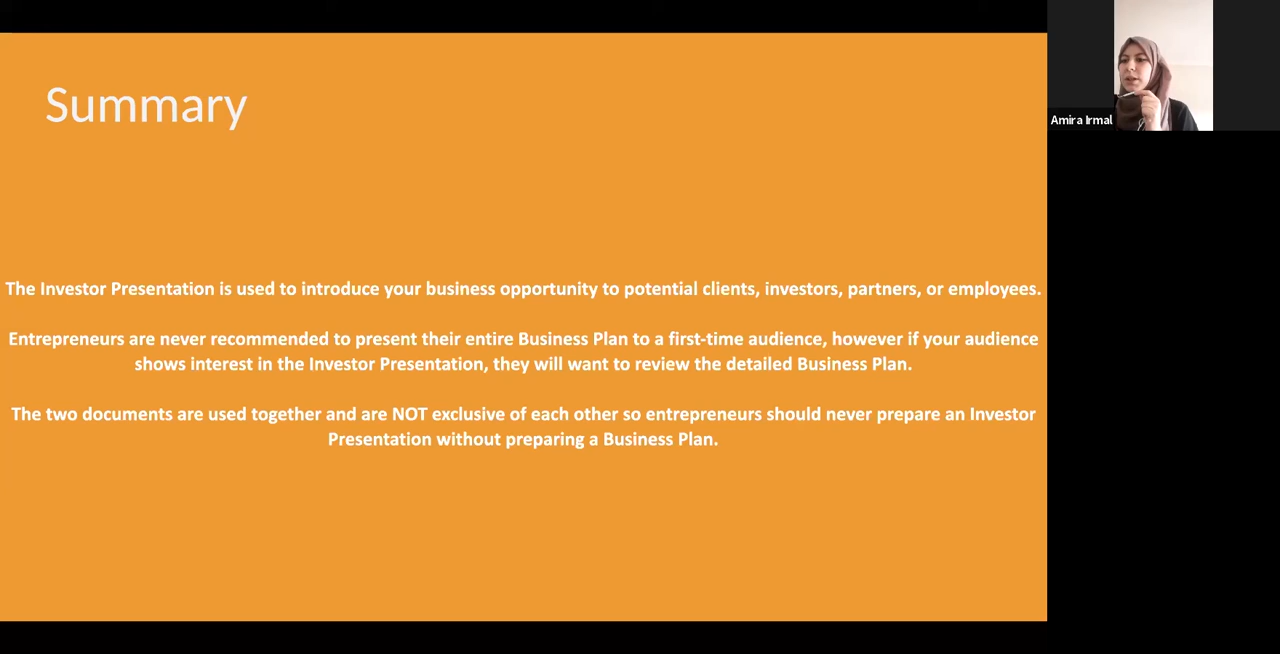 Summary
The Investor Presentation is used to introduce your business opportunity to potential clients, investors, partners, or employees.
Entrepreneurs are never recommended to present their entire Business Plan to a first-time audience, however if your audience
shows interest in the Investor Presentation, they will want to review the detailed Business Plan.
The two documents are used together and are NOT exclusive of each other so entrepreneurs should never prepare an Investor
Presentation without preparing a Business Plan.
Amira Irmal